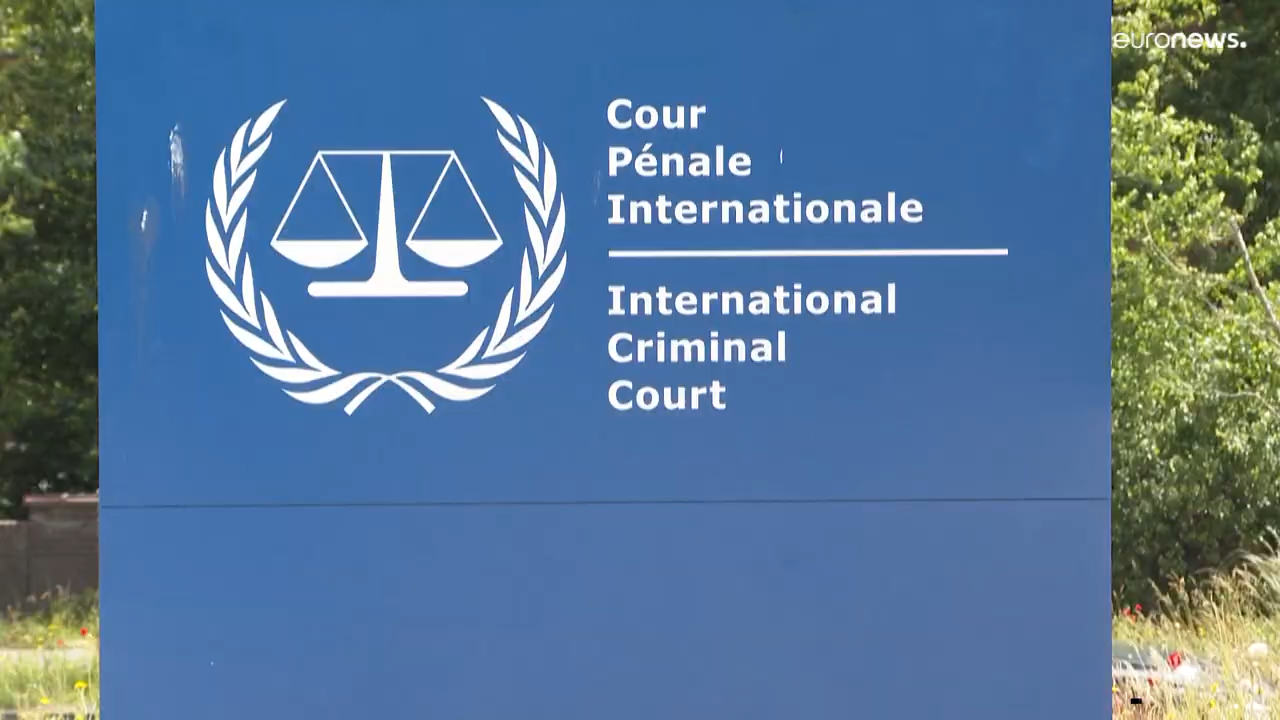 euronews.
Cour
Pénale
Internationale
International
Criminal
Court